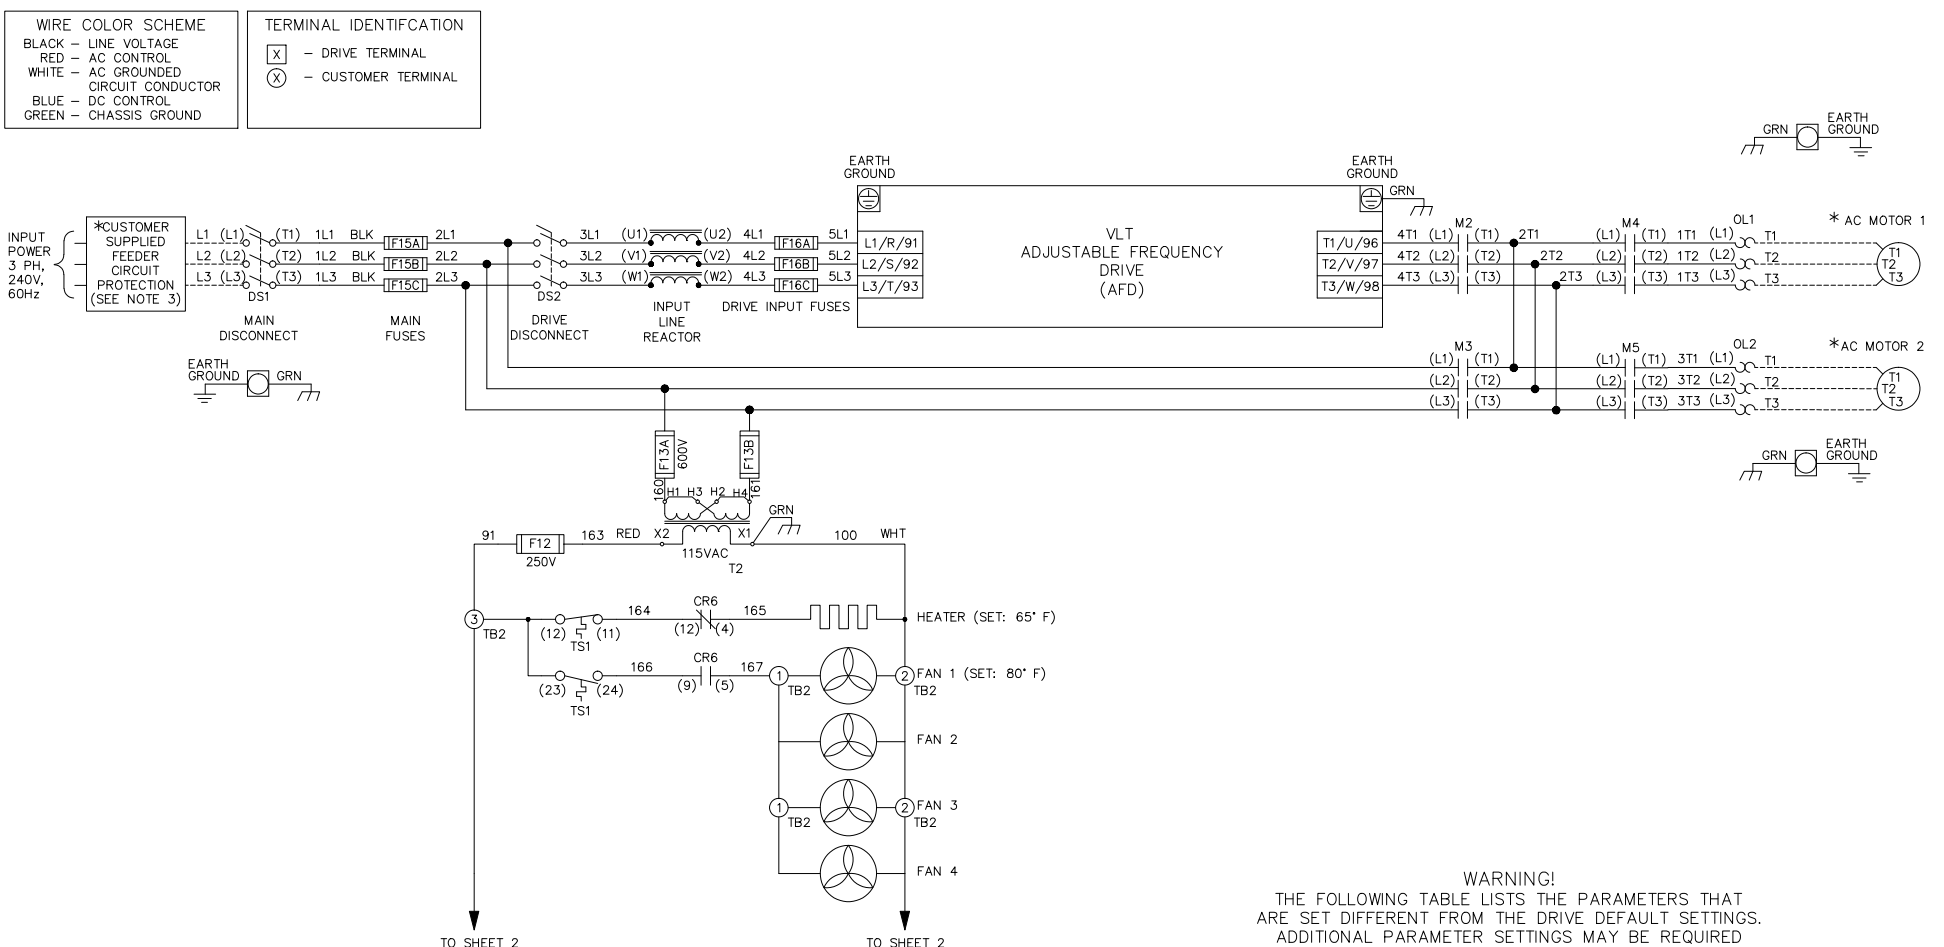 WIRE COLOR SCHEME
BLACK – LINE VOLTAGE
RED – AC CONTROL
WHITE – AC GROUNDED
CIRCUIT CONDUCTOR
BLUE – DC CONTROL
GREEN – CHASSIS GROUND
TERMINAL IDENTIFCATION
X – DRIVE TERMINAL
X – CUSTOMER TERMINAL
GRN
EARTH
GROUND
INPUT
POWER
3 PH,
240V,
60Hz
*CUSTOMER
SUPPLIED
FEEDER
CIRCUIT
PROTECTION
(SEE NOTE 3)
L1 (L1) (T1) 1L1 BLK F15A 2L1
L2 (L2) (T2) 1L2 BLK F15B 2L2
L3 (L3) (T3) 1L3 BLK F15C 2L3
DS1
MAIN
DISCONNECT
MAIN
FUSES
EARTH
GROUND
GRN
3L1 (U1) (U2) 4L1 F16A 5L1
3L2 (V1) (V2) 4L2 F16B 5L2
3L3 (W1) (W2) 4L3 F16C 5L3
DS2
DRIVE
DISCONNECT
INPUT
LINE
REACTOR
DRIVE INPUT FUSES
EARTH
GROUND
L1/R/91
L2/S/92
L3/T/93
VLT
ADJUSTABLE FREQUENCY
DRIVE
(AFD)
EARTH
GROUND
GRN
T1/U/96
T2/V/97
T3/W/98
M2
M4
OL1
4T1 (L1) (T1) 2T1 (L1) (T1) 1T1 (L1) T1
4T2 (L2) (T2) 2T2 (L2) (T2) 1T2 (L2) T2
4T3 (L3) (T3) 2T3 (L3) (T3) 1T3 (L3) T3
* AC MOTOR 1
T1
T2
T3
M3
M5
OL2
(L1) (T1) (L1) (T1) 3T1 (L1) T1
(L2) (T2) (L2) (T2) 3T2 (L2) T2
(L3) (T3) (L3) (T3) 3T3 (L3) T3
*AC MOTOR 2
T1
T2
T3
GRN
EARTH
GROUND
F13A
600V
F13B
160
H1 H3 H2 H4
161
GRN
91 F12 163 RED X2 X1 100 WHT
250V
115VAC
T2
3
TB2
(12) (11)
TS1
164
CR6
(12) (4)
165
HEATER (SET: 65° F)
(23) (24)
TS1
166
CR6
(9) (5)
167
1
TB2
2
TB2
FAN 1 (SET: 80° F)
FAN 2
1
TB2
2
TB2
FAN 3
FAN 4
TO SHEET 2
TO SHEET 2
WARNING!
THE FOLLOWING TABLE LISTS THE PARAMETERS THAT
ARE SET DIFFERENT FROM THE DRIVE DEFAULT SETTINGS.
ADDITIONAL PARAMETER SETTINGS MAY BE REQUIRED